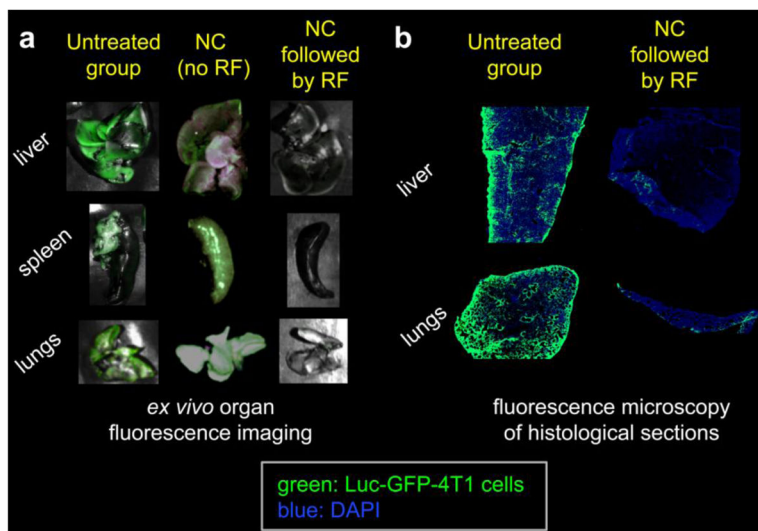 a
Untreated
group
NC
(no RF)
NC
followed
by RF
liver
spleen
lungs
ex vivo organ
fluorescence imaging
b
Untreated
group
NC
followed
by RF
liver
lungs
fluorescence microscopy
of histological sections
green: Luc-GFP-4T1 cells
blue: DAPI